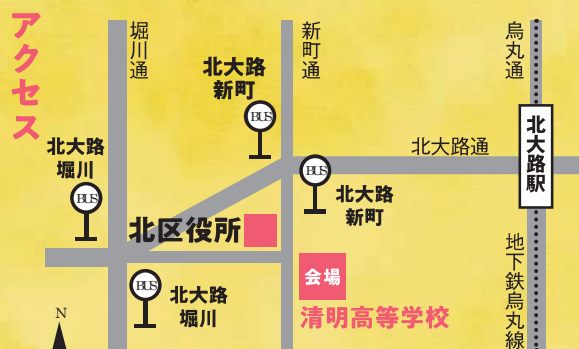 アクセス
堀川通
新町通
烏丸通
北大路
新町
BUS
北大路通
北大路駅
北大路
堀川
BUS
BUS
北大路
新町
北区役所
地下鉄烏丸線
会場
BUS
北大路
堀川
清明高等学校
N